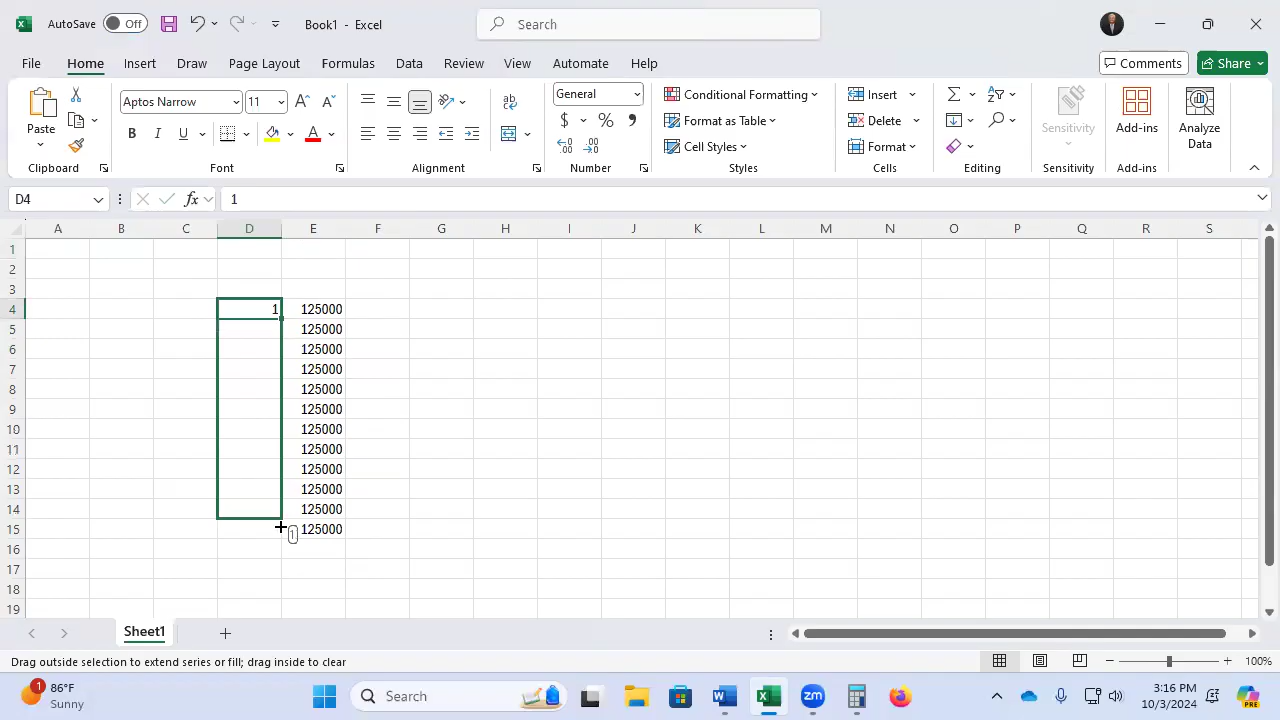 AutoSave Off Book1 - Excel Search
File Home Insert Draw Page Layout Formulas Data Review View Automate Help Comments Share
Paste
Clipboard
Aptos Narrow 11
B I U A
Font
ab
Alignment
General
$ % ,
Number
Conditional Formatting
Format as Table
Cell Styles
Styles
Insert
Delete
Format
Cells
Editing
Sensitivity
Sensitivity
Add-ins
Add-ins
Analyze
Data
D4 fx 1
A B C D E F G H I J K L M N O P Q R S
1
2
3
4 1 125000
5 125000
6 125000
7 125000
8 125000
9 125000
10 125000
11 125000
12 125000
13 125000
14 125000
15 1 125000
16
17
18
19
Sheet1
Drag outside selection to extend series or fill; drag inside to clear 100%
1 86°F
Sunny
Search
3:16 PM
10/3/2024
PRE